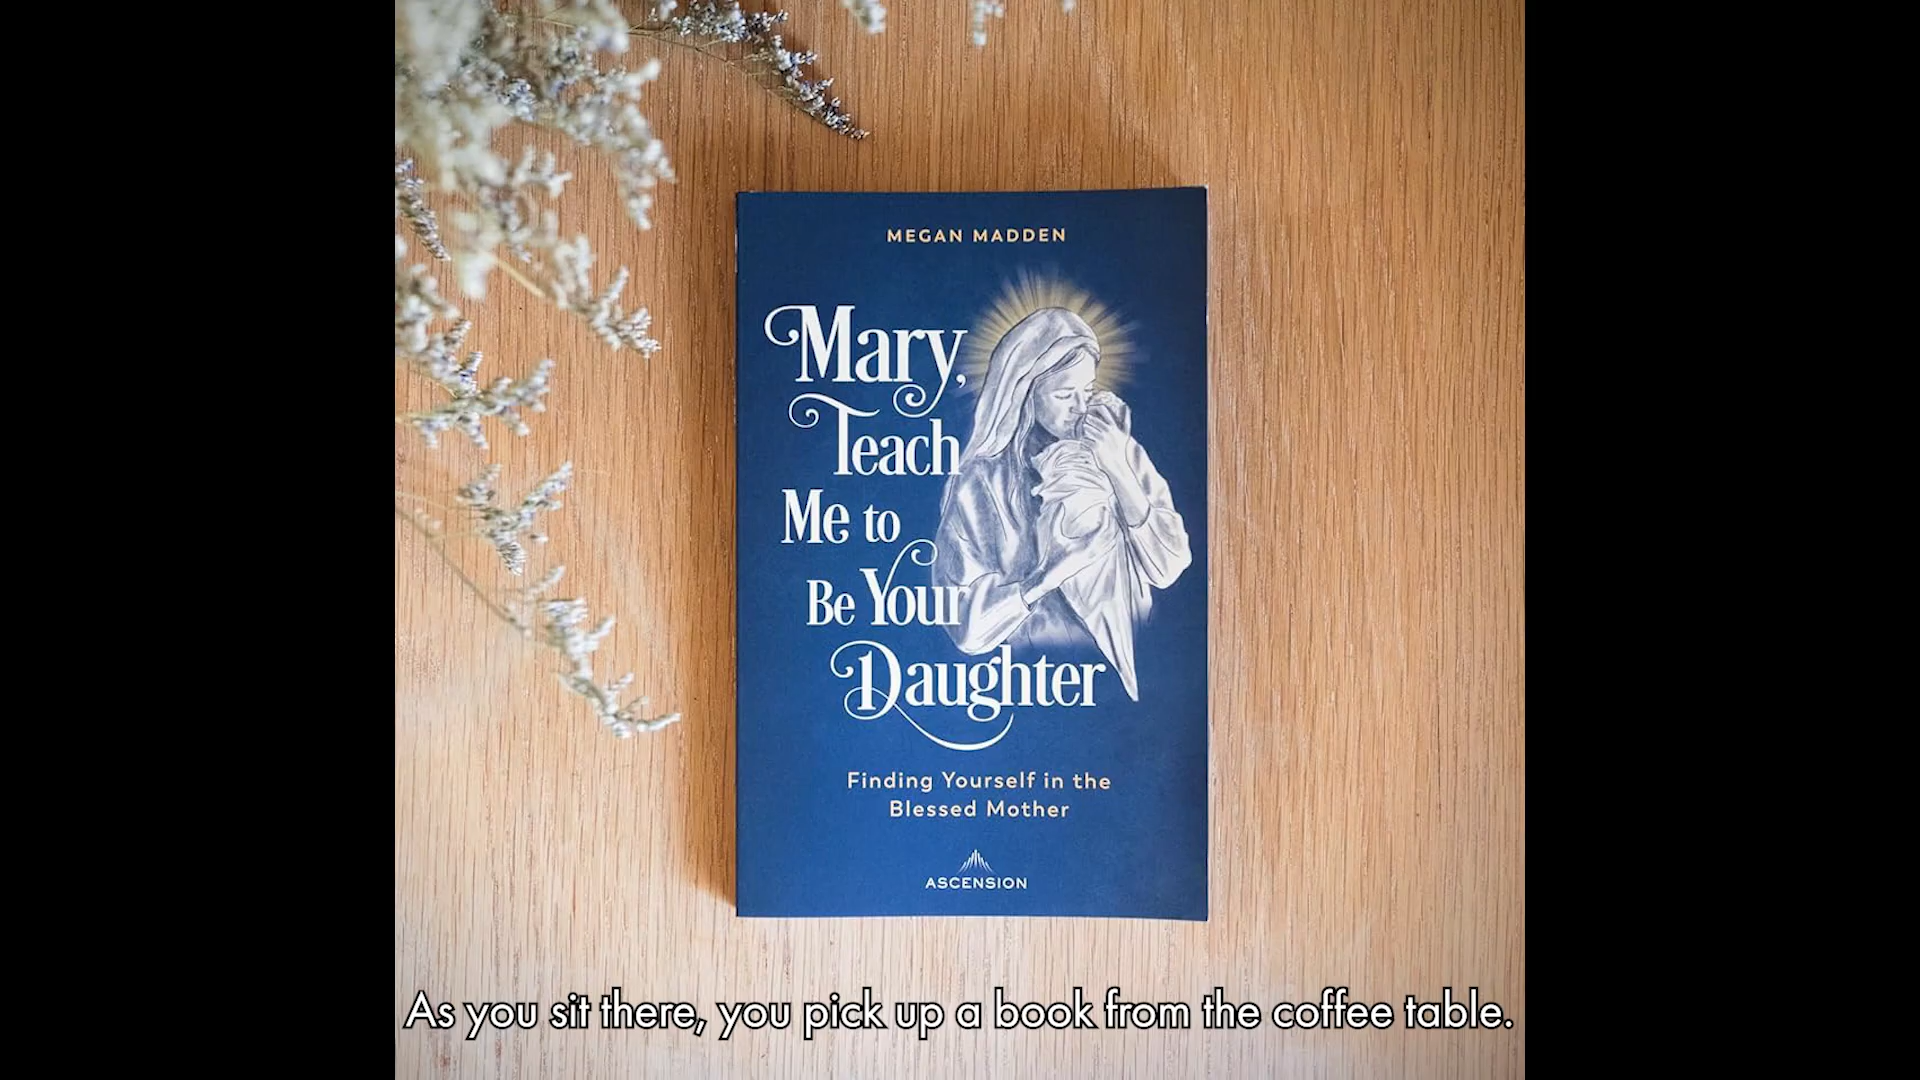 MEGAN MADDEN
Mary,
Teach
Me to
Be Your
Daughter
Finding Yourself in the
Blessed Mother
ASCENSION
As you sit there, you pick up a book from the coffee table.